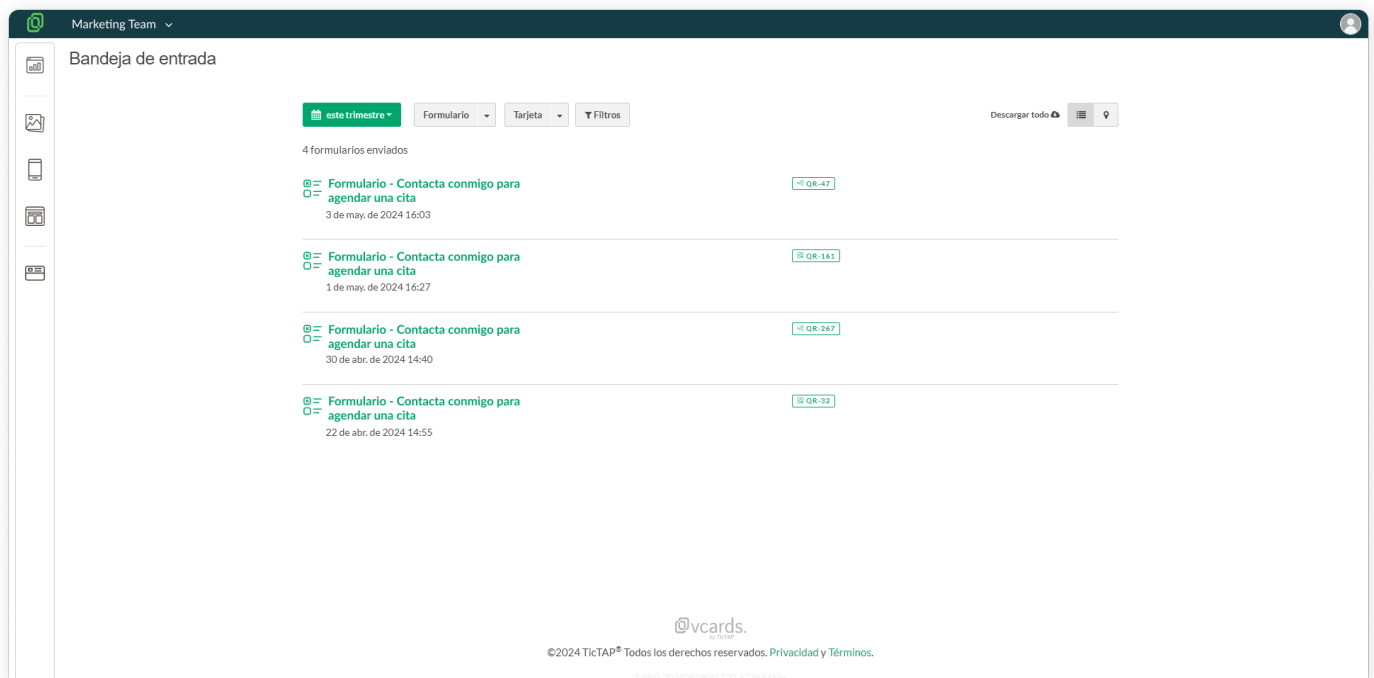 Marketing Team
Bandeja de entrada
este trimestre
Formulario
Tarjeta
Filtros
Descargar todo
4 formularios enviados
Formulario - Contacta conmigo para
agendar una cita
QR-47
3 de may. de 2024 16:03
Formulario - Contacta conmigo para
agendar una cita
QR-161
1 de may. de 2024 16:27
Formulario - Contacta conmigo para
agendar una cita
QR-267
30 de abr. de 2024 14:40
Formulario - Contacta conmigo para
agendar una cita
QR-32
22 de abr. de 2024 14:55
vcards.
by TicTAP
©2024 TicTAP® Todos los derechos reservados. Privacidad y Términos.